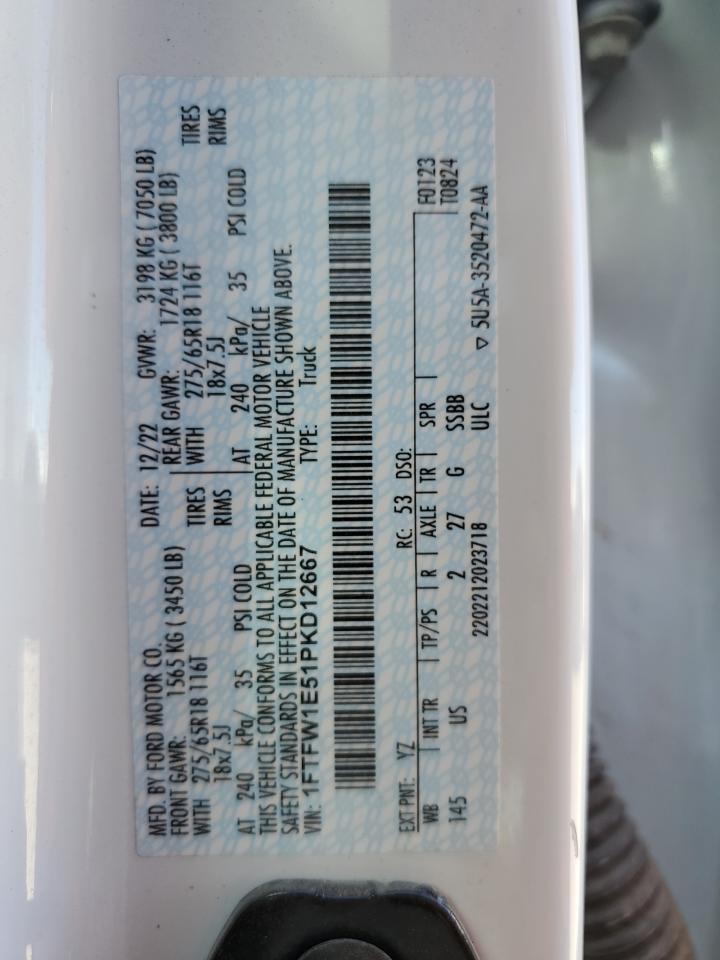 MFD. BY FORD MOTOR CO. DATE: 12/22 GVWR: 3198 KG ( 7050 LB)
FRONT GAWR: 1565 KG ( 3450 LB) REAR GAWR: 1724 KG ( 3800 LB)
WITH 275/65R18 116T TIRES WITH 275/65R18 116T TIRES
18x7.5J RIMS 18x7.5J RIMS
AT 240 kPa/ 35 PSI COLD AT 240 kPa/ 35 PSI COLD
THIS VEHICLE CONFORMS TO ALL APPLICABLE FEDERAL MOTOR VEHICLE
SAFETY STANDARDS IN EFFECT ON THE DATE OF MANUFACTURE SHOWN ABOVE.
VIN: 1FTFW1E51PKD12667 TYPE: Truck
EXT PNT: YZ RC: 53 DSO: F0123
WB INT TR TP/PS R AXLE TR SPR T0824
145 US 2 27 G SSBB
2202212023718 ULC ▽ 5U5A-3520472-AA